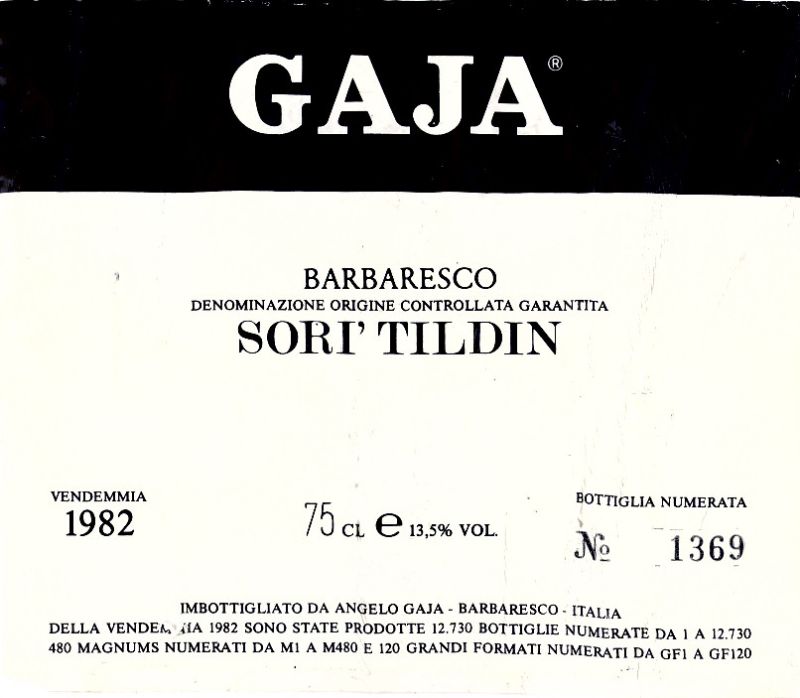 GAJA®
BARBARESCO
DENOMINAZIONE ORIGINE CONTROLLATA GARANTITA
SORI' TILDIN
VENDEMMIA
1982
75 CL e 13,5% VOL.
BOTTIGLIA NUMERATA
No 1369
IMBOTTIGLIATO DA ANGELO GAJA - BARBARESCO - ITALIA
DELLA VENDEMMIA 1982 SONO STATE PRODOTTE 12.730 BOTTIGLIE NUMERATE DA 1 A 12.730
480 MAGNUMS NUMERATI DA M1 A M480 E 120 GRANDI FORMATI NUMERATI DA GF1 A GF120